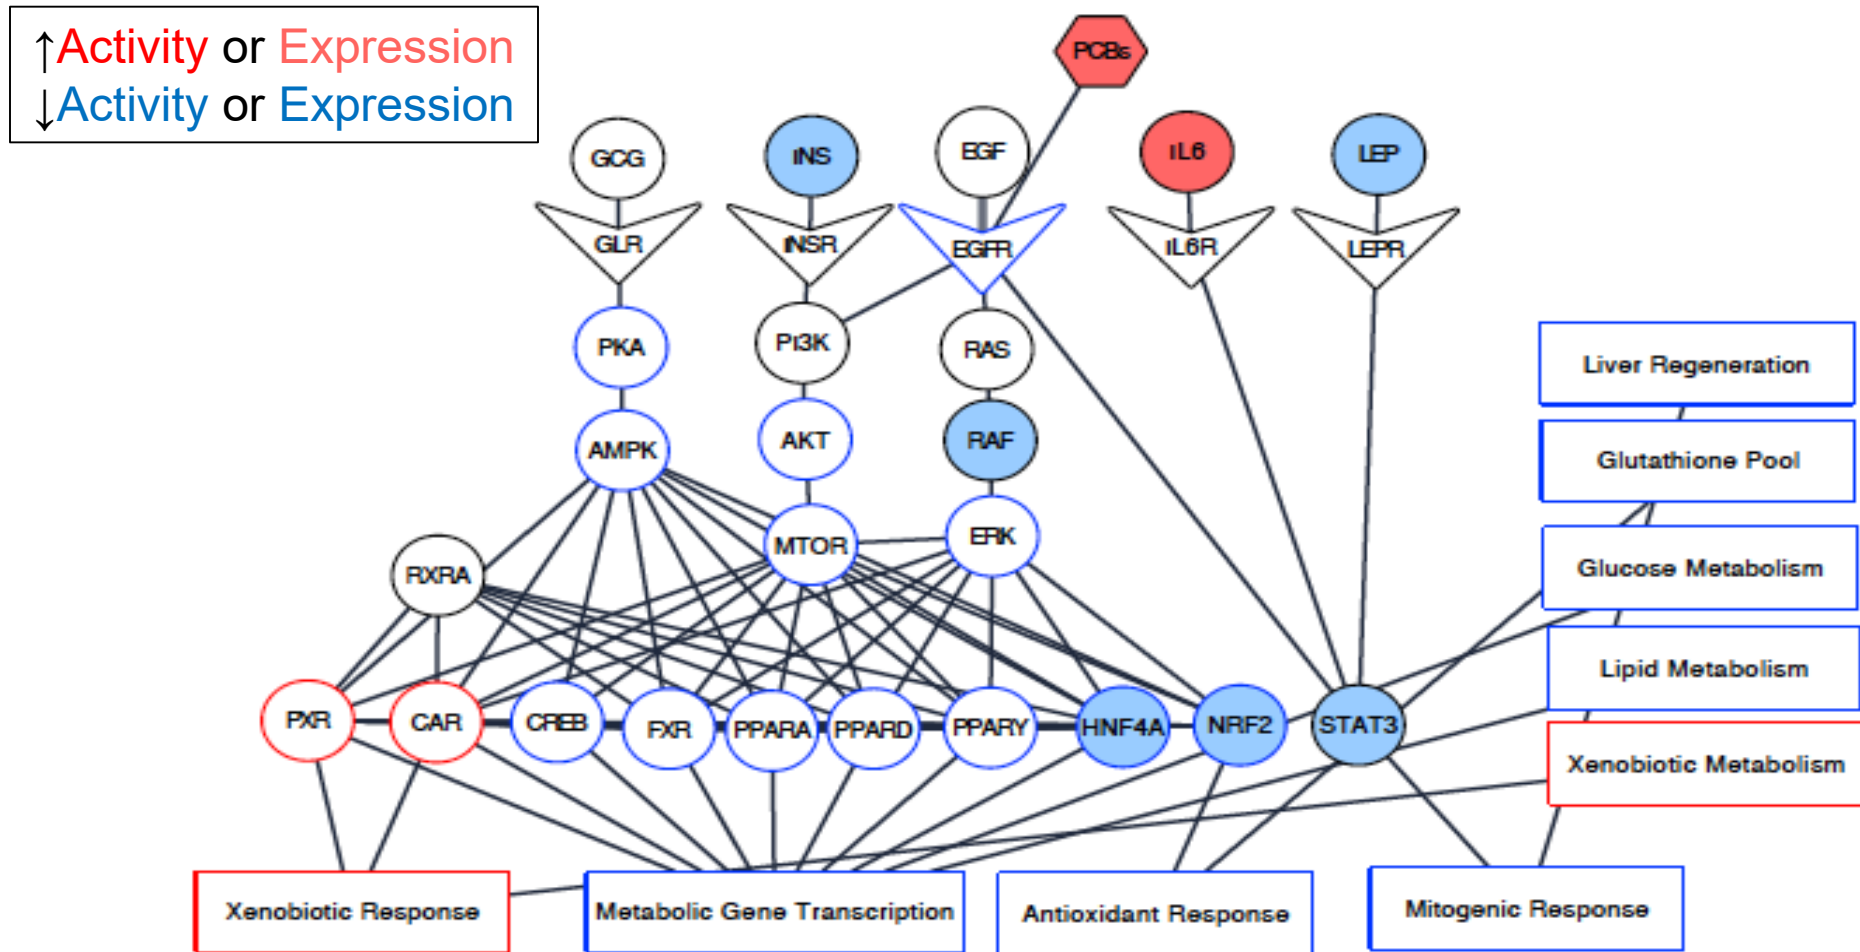 ↑Activity or Expression
↓Activity or Expression
PCBs
GCG
iNS
EGF
iL6
LEP
GLR
iNSR
EGFR
iL6R
LEPR
PKA
Pi3K
RAS
Liver Regeneration
AMPK
AKT
RAF
Glutathione Pool
RXRA
MTOR
ERK
Glucose Metabolism
Lipid Metabolism
PXR
CAR
CREB
FXR
PPARA
PPARD
PPARY
HNF4A
NRF2
STAT3
Xenobiotic Metabolism
Xenobiotic Response
Metabolic Gene Transcription
Antioxidant Response
Mitogenic Response